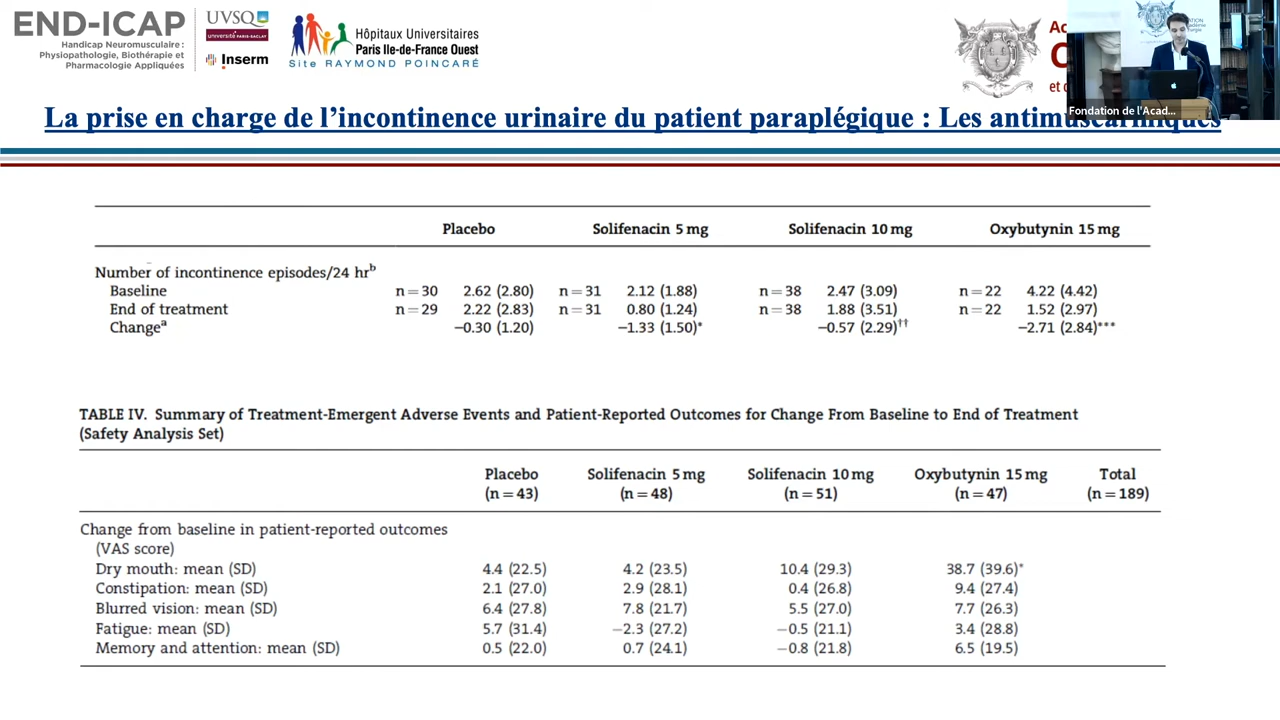 END-ICAP
Handicap Neuromusculaire :
Physiopathologie, Biothérapie et
Pharmacologie Appliquées
UVSQ
université PARIS-SACLAY
Inserm
Hôpitaux Universitaires
Paris Ile-de-France Ouest
Site RAYMOND POINCARÉ
Fondation de l'Acad...
La prise en charge de l'incontinence urinaire du patient paraplégique : Les antimuscariniques
Placebo Solifenacin 5 mg Solifenacin 10 mg Oxybutynin 15 mg
Number of incontinence episodes/24 hrb
Baseline n=30 2.62 (2.80) n=31 2.12 (1.88) n=38 2.47 (3.09) n=22 4.22 (4.42)
End of treatment n=29 2.22 (2.83) n=31 0.80 (1.24) n=38 1.88 (3.51) n=22 1.52 (2.97)
Changea −0.30 (1.20) −1.33 (1.50)* −0.57 (2.29)†† −2.71 (2.84)***
TABLE IV. Summary of Treatment-Emergent Adverse Events and Patient-Reported Outcomes for Change From Baseline to End of Treatment
(Safety Analysis Set)
Placebo Solifenacin 5 mg Solifenacin 10 mg Oxybutynin 15 mg Total
(n=43) (n=48) (n=51) (n=47) (n=189)
Change from baseline in patient-reported outcomes
(VAS score)
Dry mouth: mean (SD) 4.4 (22.5) 4.2 (23.5) 10.4 (29.3) 38.7 (39.6)*
Constipation: mean (SD) 2.1 (27.0) 2.9 (28.1) 0.4 (26.8) 9.4 (27.4)
Blurred vision: mean (SD) 6.4 (27.8) 7.8 (21.7) 5.5 (27.0) 7.7 (26.3)
Fatigue: mean (SD) 5.7 (31.4) −2.3 (27.2) −0.5 (21.1) 3.4 (28.8)
Memory and attention: mean (SD) 0.5 (22.0) 0.7 (24.1) −0.8 (21.8) 6.5 (19.5)